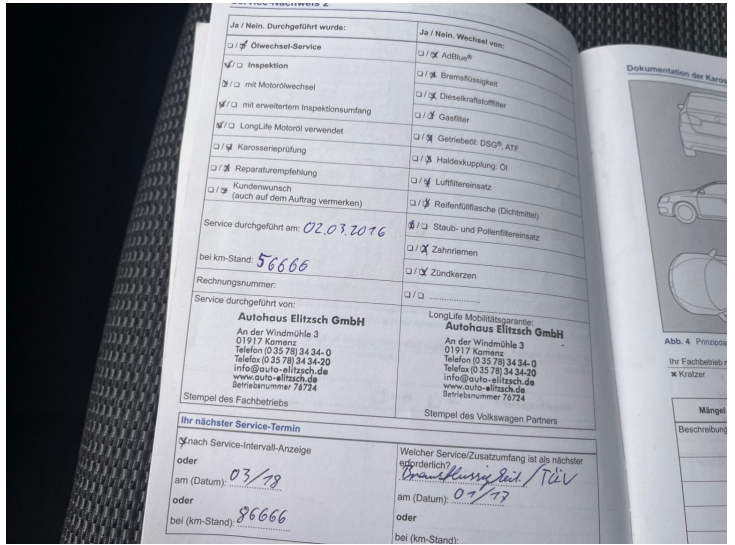 Service-Nachweis 2
Ja / Nein. Durchgeführt wurde:
☐ / ☒ Ölwechsel-Service
☒ / ☐ Inspektion
☒ / ☐ mit Motorölwechsel
☒ / ☐ mit erweitertem Inspektionsumfang
☒ / ☐ LongLife Motoröl verwendet
☐ / ☒ Karosserieprüfung
☐ / ☒ Reparaturempfehlung
☐ / ☒ Kundenwunsch
(auch auf dem Auftrag vermerken)
Service durchgeführt am: 02.03.2016
bei km-Stand: 56666
Rechnungsnummer:
Service durchgeführt von:
Autohaus Elitzsch GmbH
An der Windmühle 3
01917 Kamenz
Telefon (0 35 78) 34 34-0
Telefax (0 35 78) 34 34-20
info@auto-elitzsch.de
www.auto-elitzsch.de
Betriebsnummer 76724
Stempel des Fachbetriebs
Ja / Nein. Wechsel von:
☐ / ☒ AdBlue®
☐ / ☒ Bremsflüssigkeit
☐ / ☒ Dieselkraftstofffilter
☐ / ☒ Gasfilter
☐ / ☒ Getriebeöl: DSG®, ATF
☐ / ☒ Haldexkupplung: Öl
☐ / ☒ Luftfiltereinsatz
☐ / ☒ Reifenfüllflasche (Dichtmittel)
☒ / ☐ Staub- und Pollenfiltereinsatz
☐ / ☒ Zahnriemen
☐ / ☒ Zündkerzen
☐ / ☐ ....................
LongLife Mobilitätsgarantie:
Autohaus Elitzsch GmbH
An der Windmühle 3
01917 Kamenz
Telefon (0 35 78) 34 34-0
Telefax (0 35 78) 34 34-20
info@auto-elitzsch.de
www.auto-elitzsch.de
Betriebsnummer 76724
Stempel des Volkswagen Partners
Ihr nächster Service-Termin
☒ nach Service-Intervall-Anzeige
oder
am (Datum): 03/18
oder
bei (km-Stand): 86666
Welcher Service/Zusatzumfang ist als nächster
erforderlich?
Bremsflüssigkeit / TÜV
am (Datum): 01/17
oder
bei (km-Stand):
Dokumentation der Karos
Abb. 4 Prinzipda
Ihr Fachbetrieb
× Kratzer
Mängel
Beschreibung